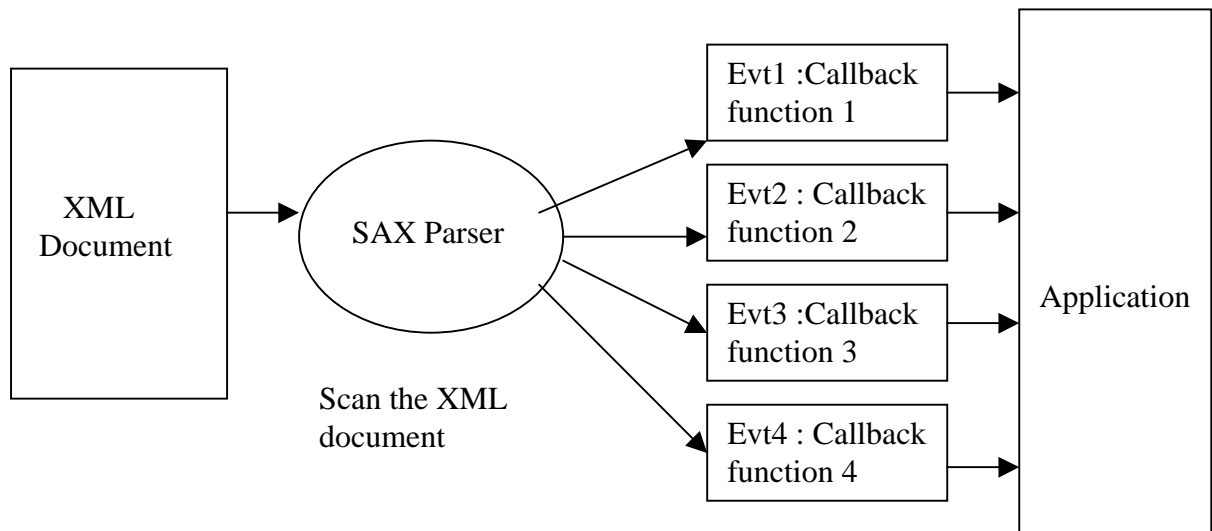 XML
Document
SAX Parser
Scan the XML
document
Evt1 :Callback
function 1
Evt2 : Callback
function 2
Evt3 :Callback
function 3
Evt4 : Callback
function 4
Application